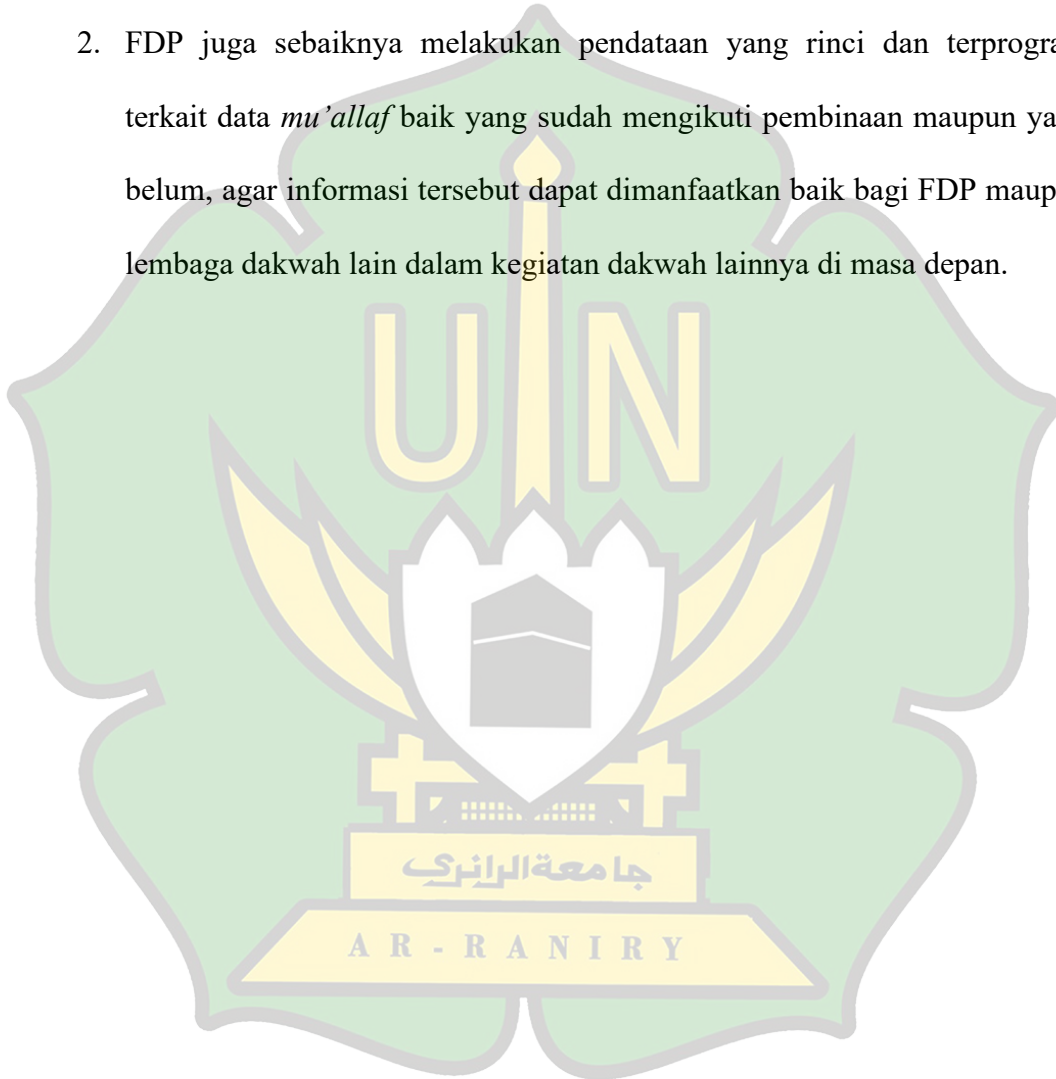 2. FDP juga sebaiknya melakukan pendataan yang rinci dan terprogra
terkait data mu’allaf baik yang sudah mengikuti pembinaan maupun ya
belum, agar informasi tersebut dapat dimanfaatkan baik bagi FDP maup
lembaga dakwah lain dalam kegiatan dakwah lainnya di masa depan.
UIN
جامعة الرانري
AR - RANIRY